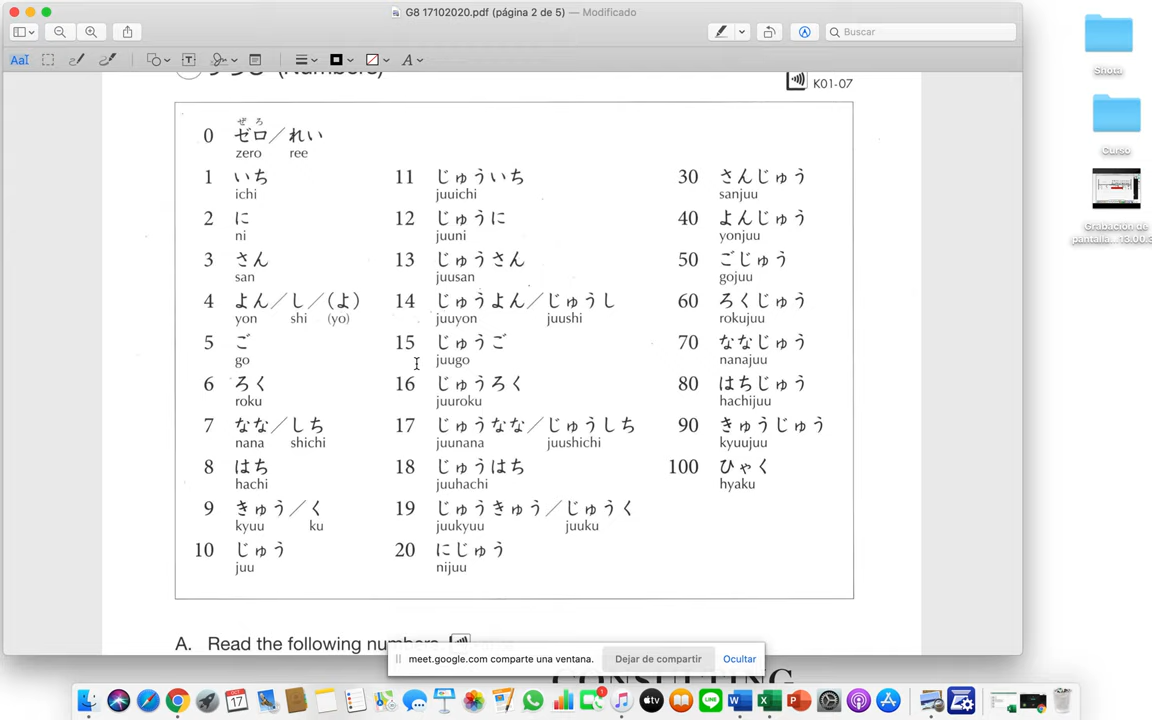 G8 17102020.pdf (página 2 de 5) — Modificado
Buscar
(Numbers)
K01-07
ぜ ろ
0 ゼロ／れい
zero ree
1 いち 11 じゅういち 30 さんじゅう
ichi juuichi sanjuu
2 に 12 じゅうに 40 よんじゅう
ni juuni yonjuu
3 さん 13 じゅうさん 50 ごじゅう
san juusan gojuu
4 よん／し／(よ) 14 じゅうよん／じゅうし 60 ろくじゅう
yon shi (yo) juuyon juushi rokujuu
5 ご 15 じゅうご 70 ななじゅう
go juugo nanajuu
6 ろく 16 じゅうろく 80 はちじゅう
roku juuroku hachijuu
7 なな／しち 17 じゅうなな／じゅうしち 90 きゅうじゅう
nana shichi juunana juushichi kyuujuu
8 はち 18 じゅうはち 100 ひゃく
hachi juuhachi hyaku
9 きゅう／く 19 じゅうきゅう／じゅうく
kyuu ku juukyuu juuku
10 じゅう 20 にじゅう
juu nijuu
A. Read the following numbers.
meet.google.com comparte una ventana. Dejar de compartir Ocultar
CONSULTING
Shota
Curso
Grabación de
pantalla... 13.00.3
OCT
17